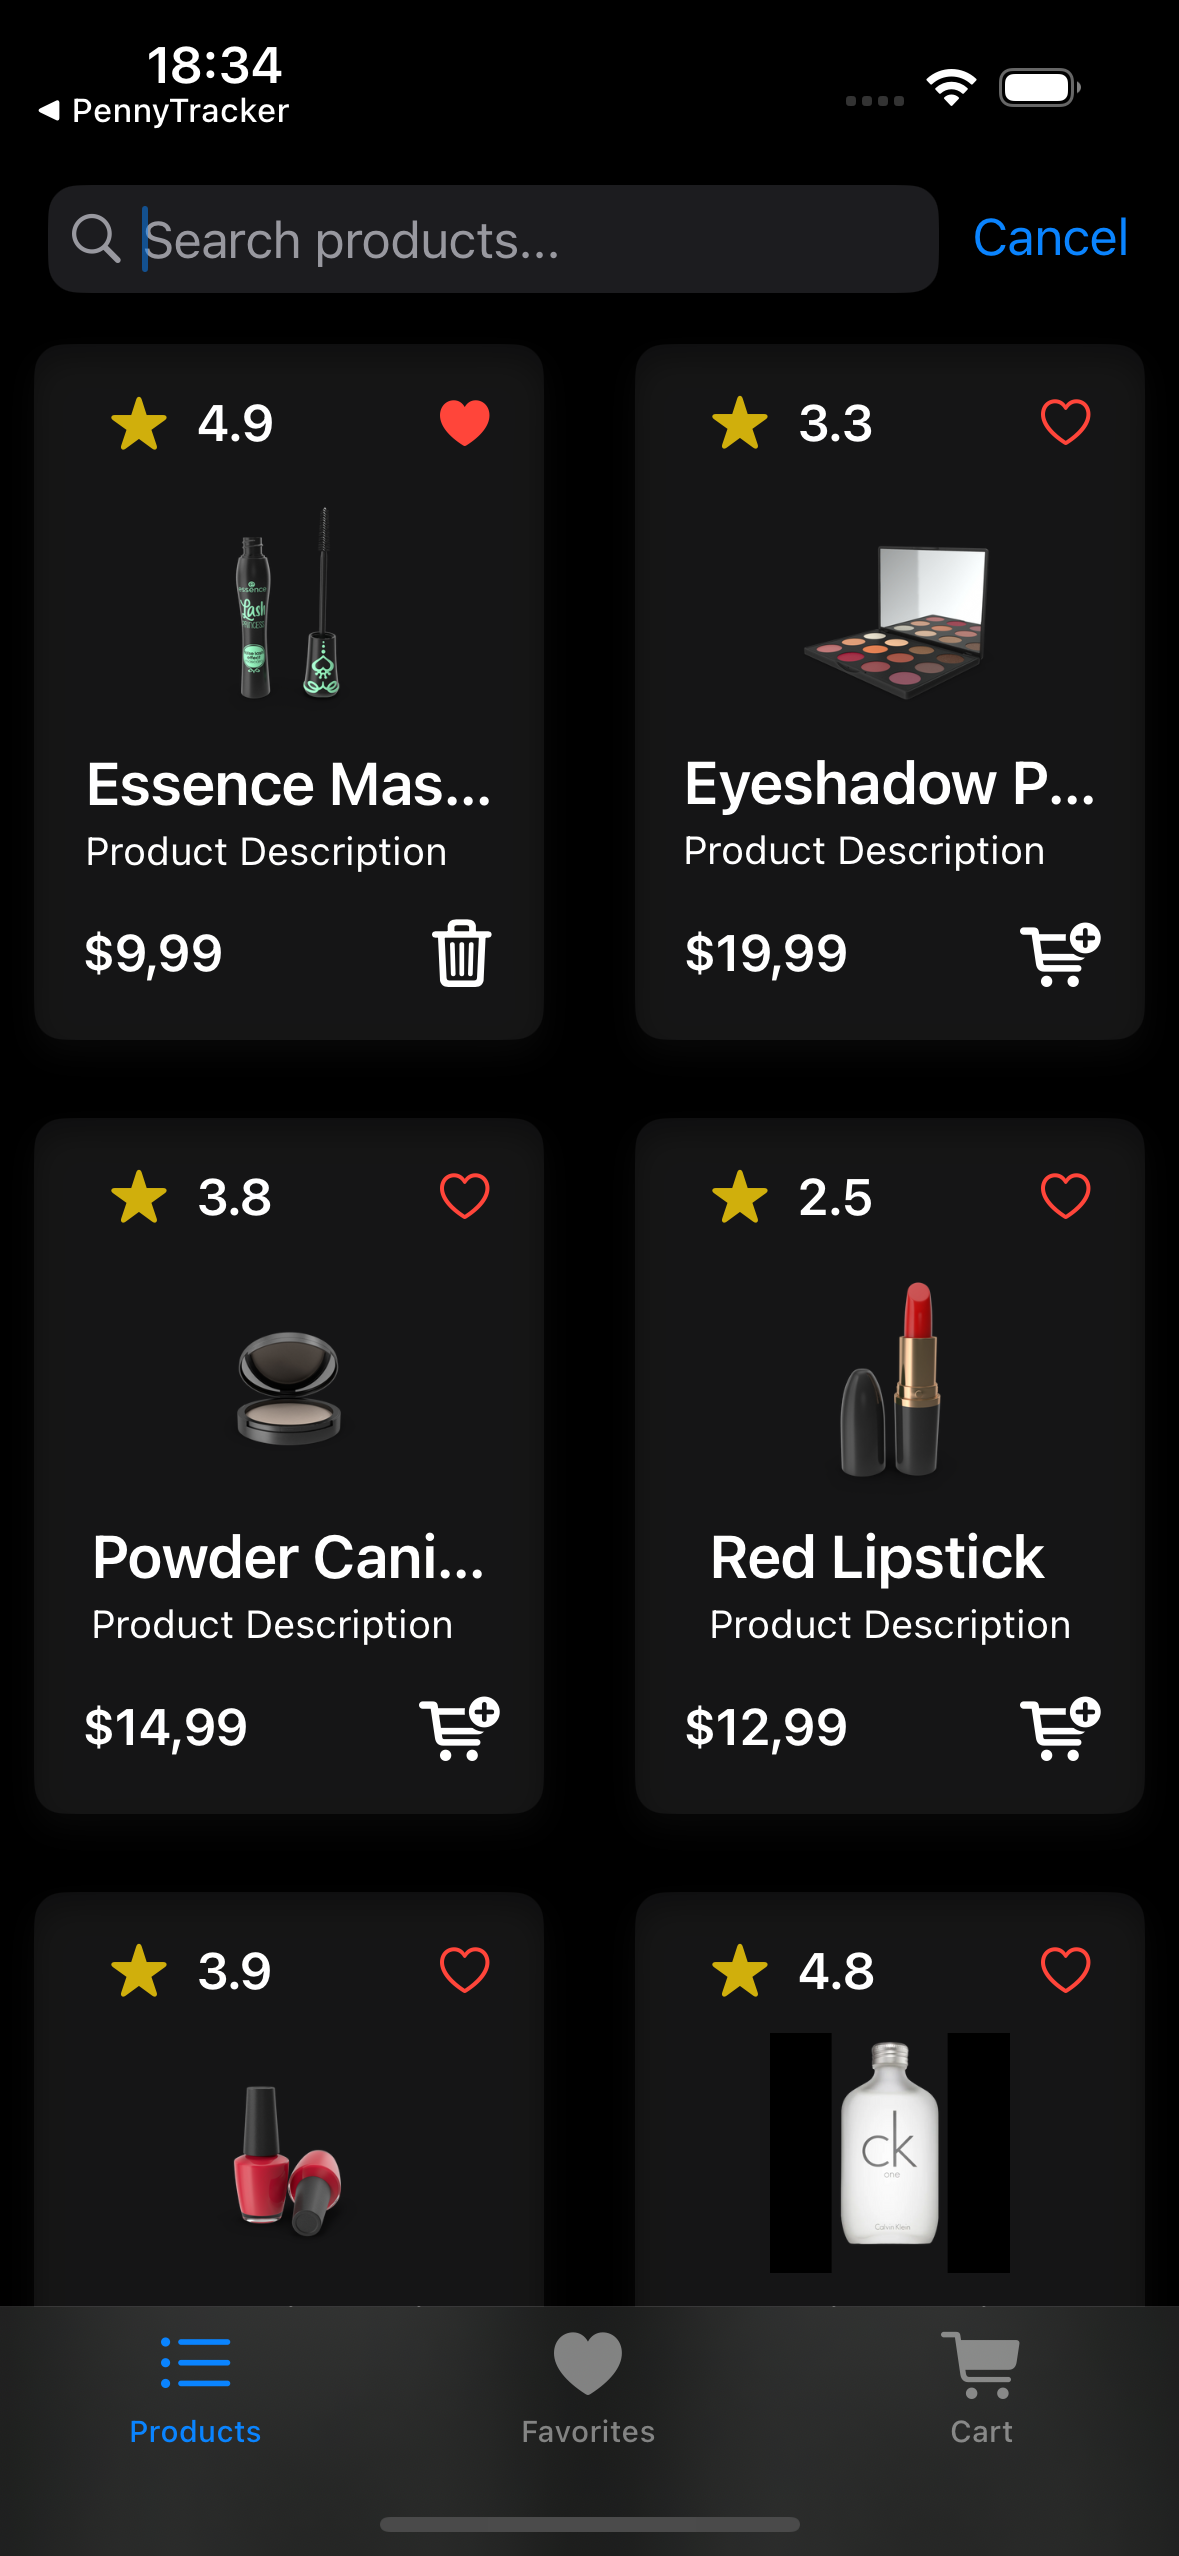 18:34
◀ PennyTracker
Search products...
Cancel
4.9
3.3
essence
Lash
PRINCESS
Essence Mas...
Eyeshadow P...
Product Description
Product Description
$9,99
$19,99
3.8
2.5
Powder Cani...
Red Lipstick
Product Description
Product Description
$14,99
$12,99
3.9
4.8
ck
one
Calvin Klein
Products
Favorites
Cart